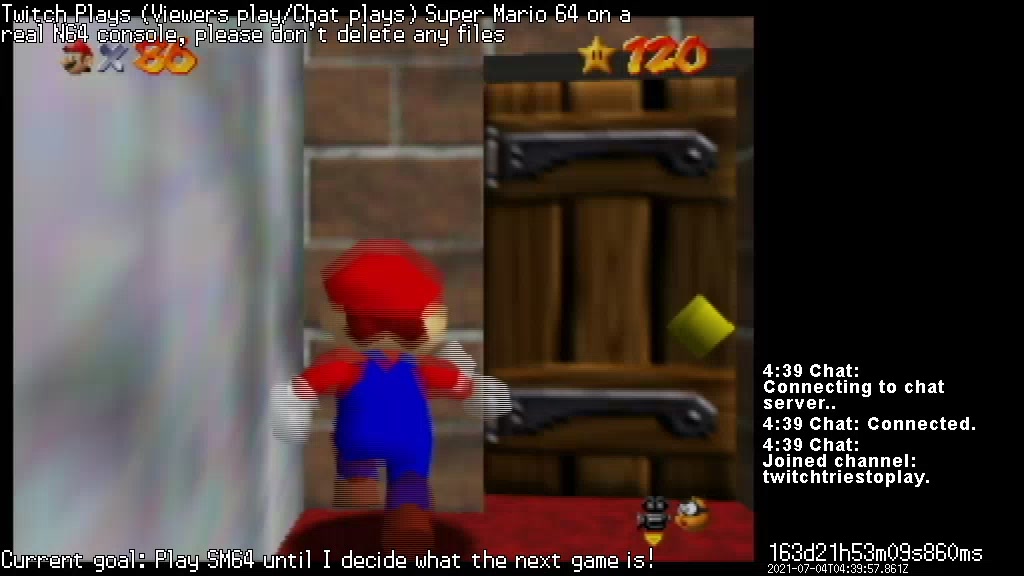 Twitch Plays (Viewers play/Chat plays) Super Mario 64 on a
real N64 console, please don't delete any files
× 86
120
4:39 Chat:
Connecting to chat
server..
4:39 Chat: Connected.
4:39 Chat:
Joined channel:
twitchtriestoplay.
Current goal: Play SM64 until I decide what the next game is!
163d21h53m09s860ms
2021-07-04T04:39:57.861Z